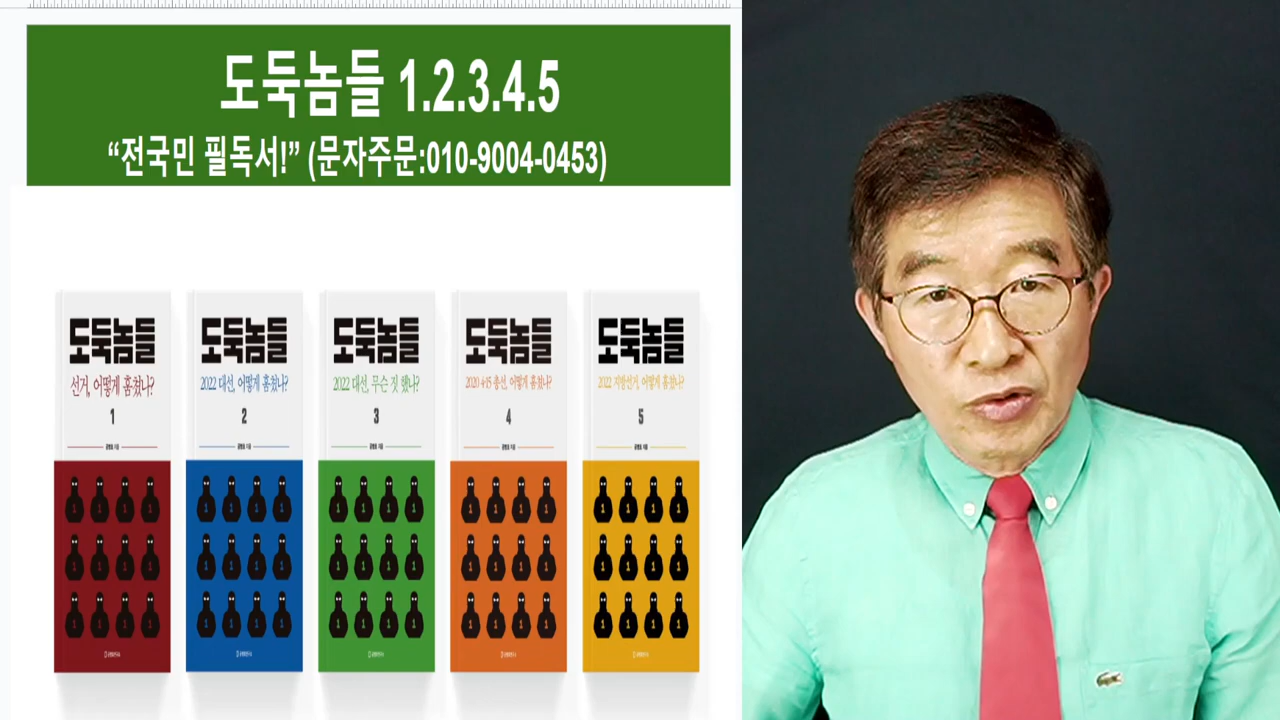 도둑놈들 1.2.3.4.5
“전국민 필독서!” (문자주문:010-9004-0453)
도둑놈들
선거, 어떻게 훔쳤나?
1
도둑놈들
2022 대선, 어떻게 훔쳤나?
2
도둑놈들
2022 대선, 무슨 짓 했나?
3
도둑놈들
2020 4·15 총선, 어떻게 훔쳤나?
4
도둑놈들
2022 지방선거, 어떻게 훔쳤나?
5